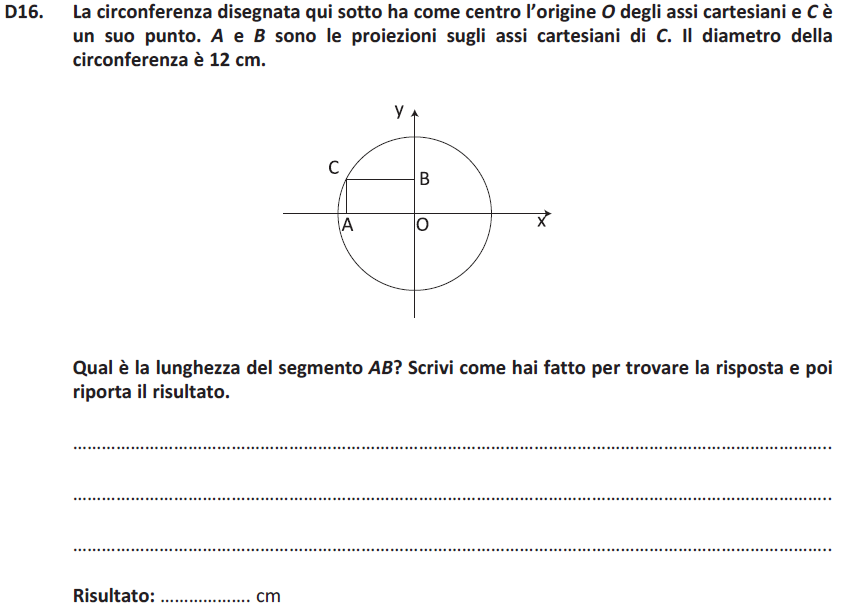 D16. La circonferenza disegnata qui sotto ha come centro l’origine O degli assi cartesiani e C è
un suo punto. A e B sono le proiezioni sugli assi cartesiani di C. Il diametro della
circonferenza è 12 cm.
y
C
B
A
O
x
Qual è la lunghezza del segmento AB? Scrivi come hai fatto per trovare la risposta e poi
riporta il risultato.
Risultato: ................... cm